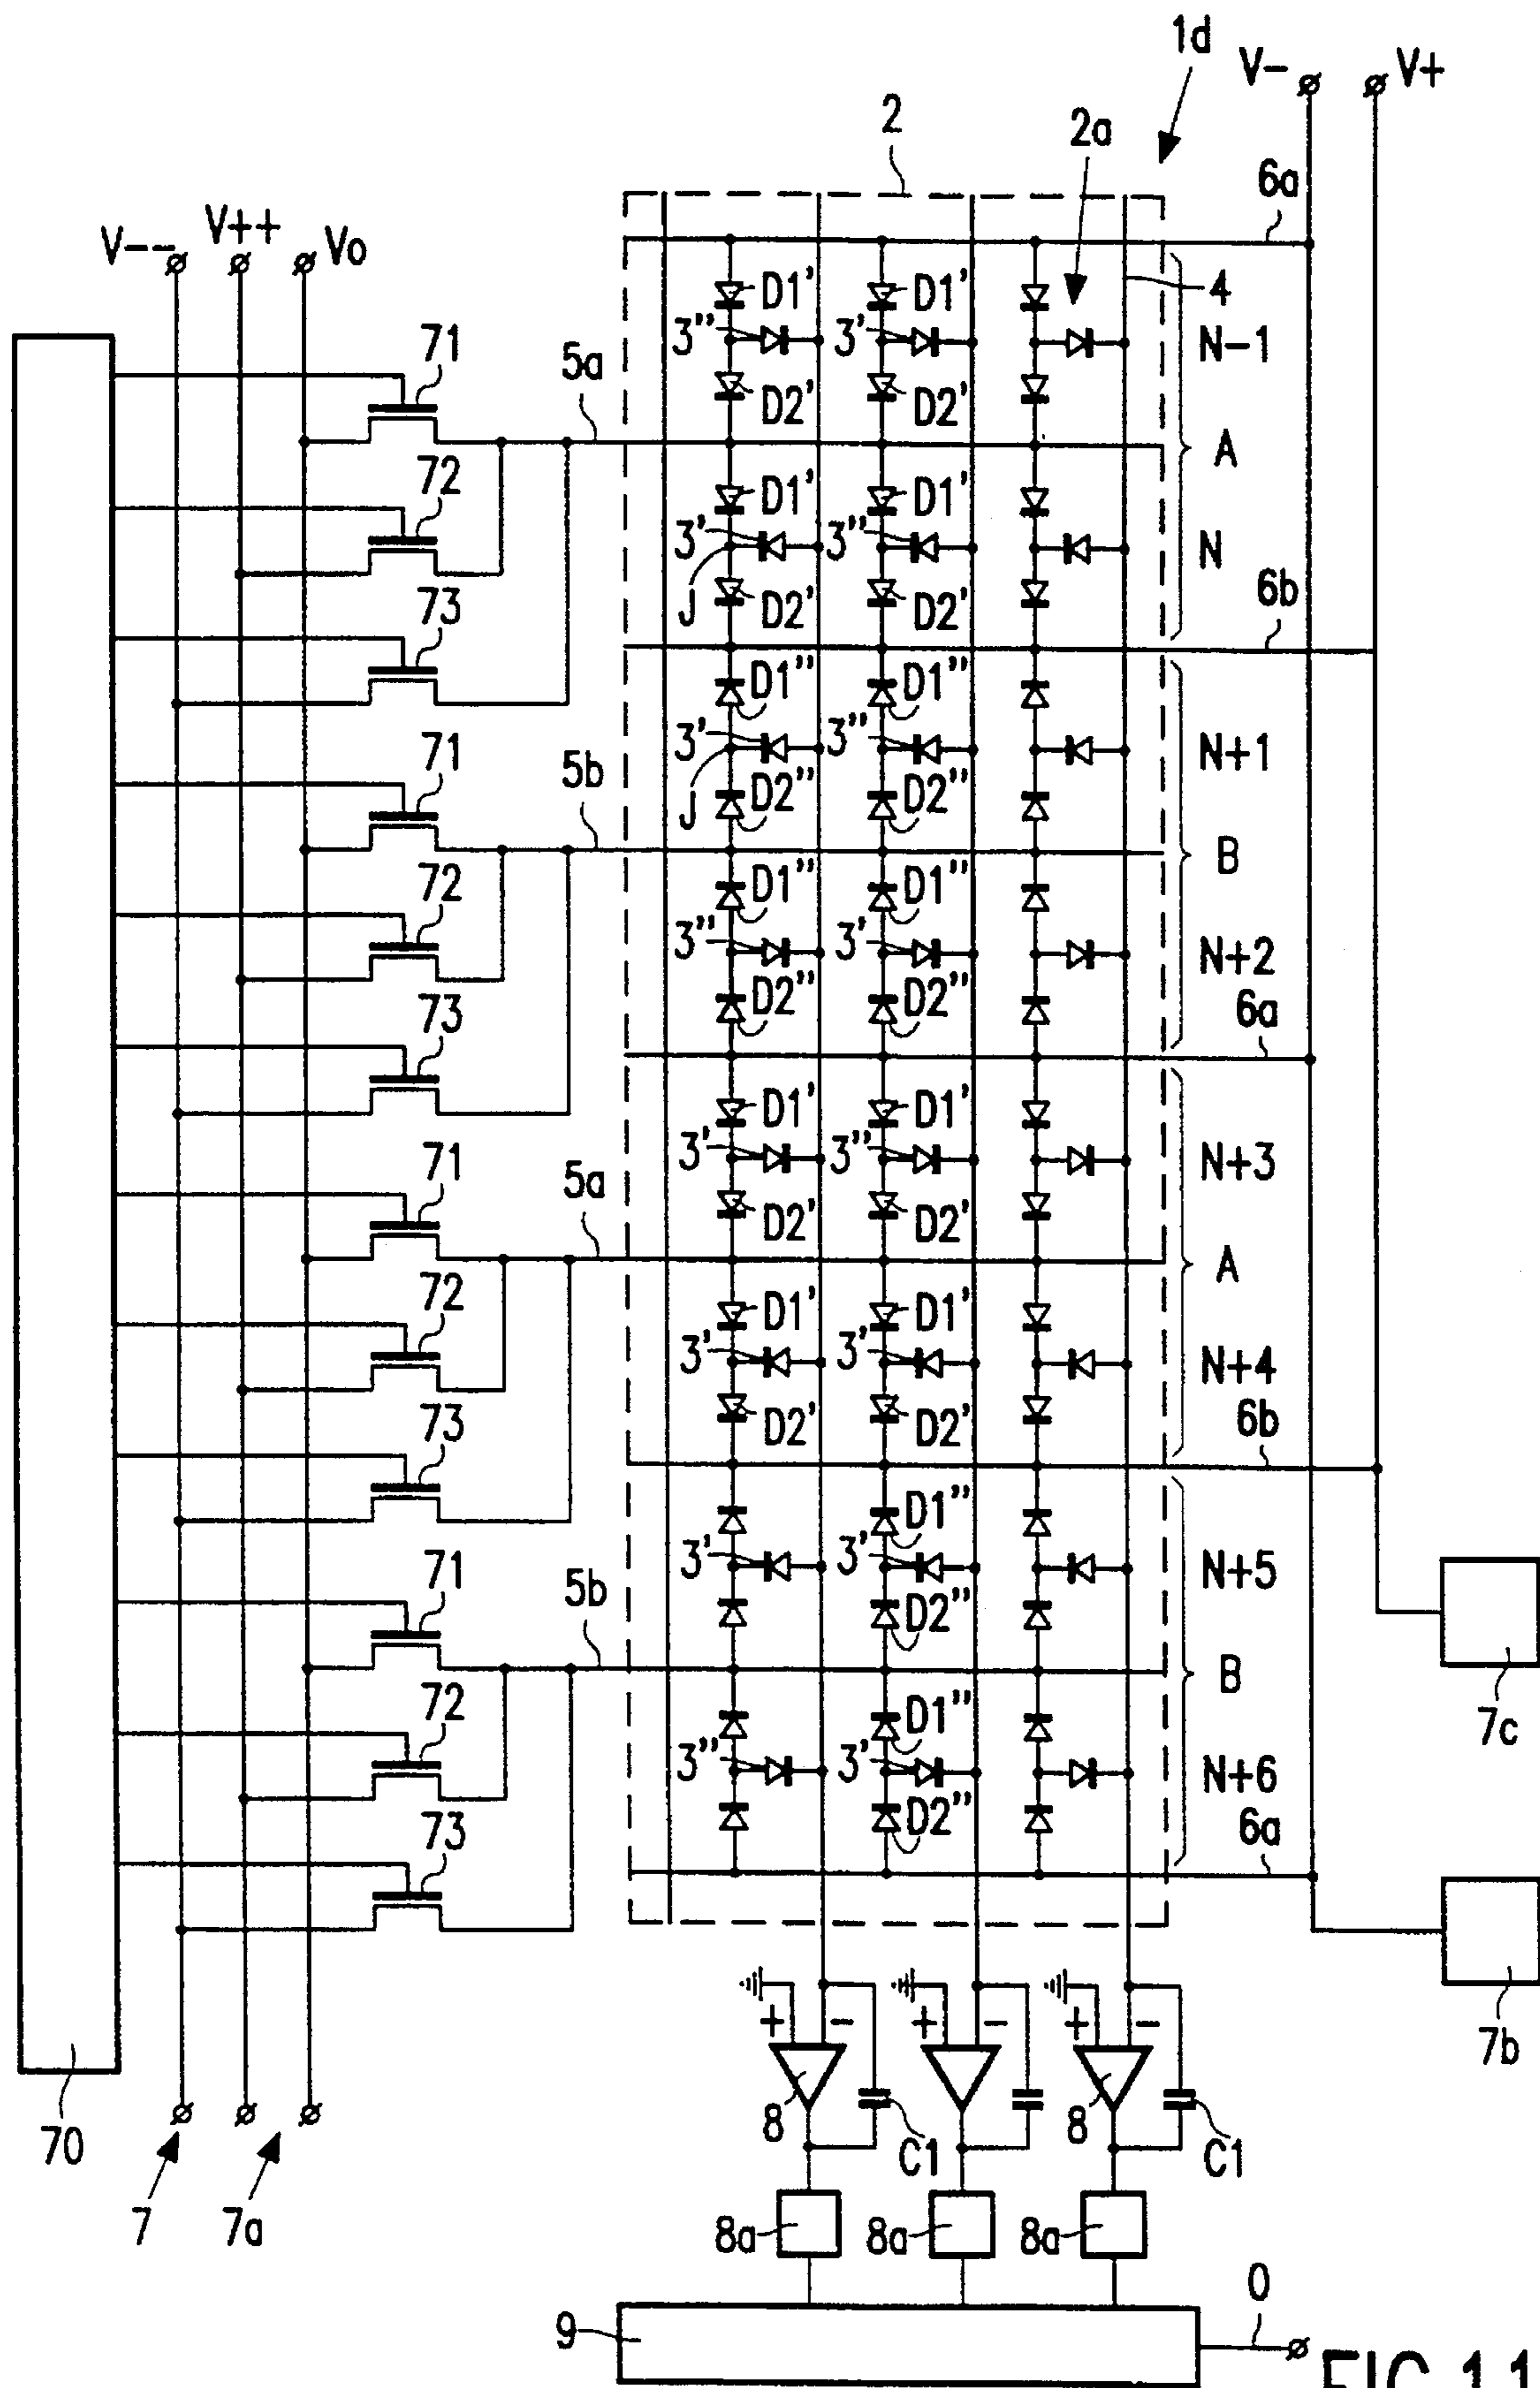 1d
V- V+
2 2a
6a
V-- V++ Vo
D1' D1' 4
71 3'' 3' N-1
5a
D2' D2'
A
72 D1' D1'
3' 3'' N
J D2' D2' 6b
73
D1'' D1''
71 3' 3'' N+1
5b
J D2'' D2''
B
72 D1'' D1''
3'' 3' N+2
D2'' D2'' 6a
73
D1' D1'
71 3' 3'' N+3
5a
D2' D2'
A
72 D1' D1'
3' 3' N+4
D2' D2' 6b
73
D1''
71 3' 3' N+5
5b
D2''
B
7c
72 D1''
3'' 3' N+6
D2'' 6a
73
+ - + - + -
7b
8 8
70 C1 C1
7 7a
8a 8a 8a
O
9
FIG.11